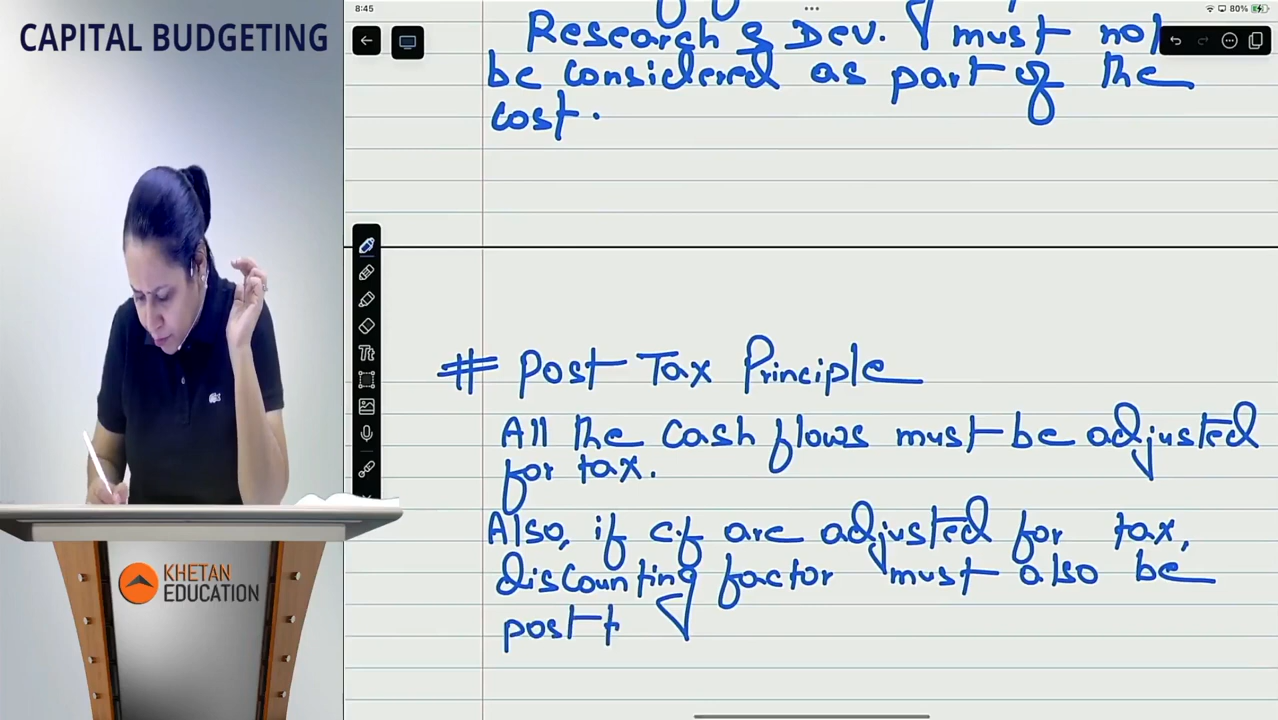 CAPITAL BUDGETING
8:45
80%
Research & Dev. must not
be considered as part of the
cost.
# Post Tax Principle
All the cash flows must be adjusted
for tax.
Also, if c.f are adjusted for tax,
discounting factor must also be
post t
Tt
KHETAN
EDUCATION